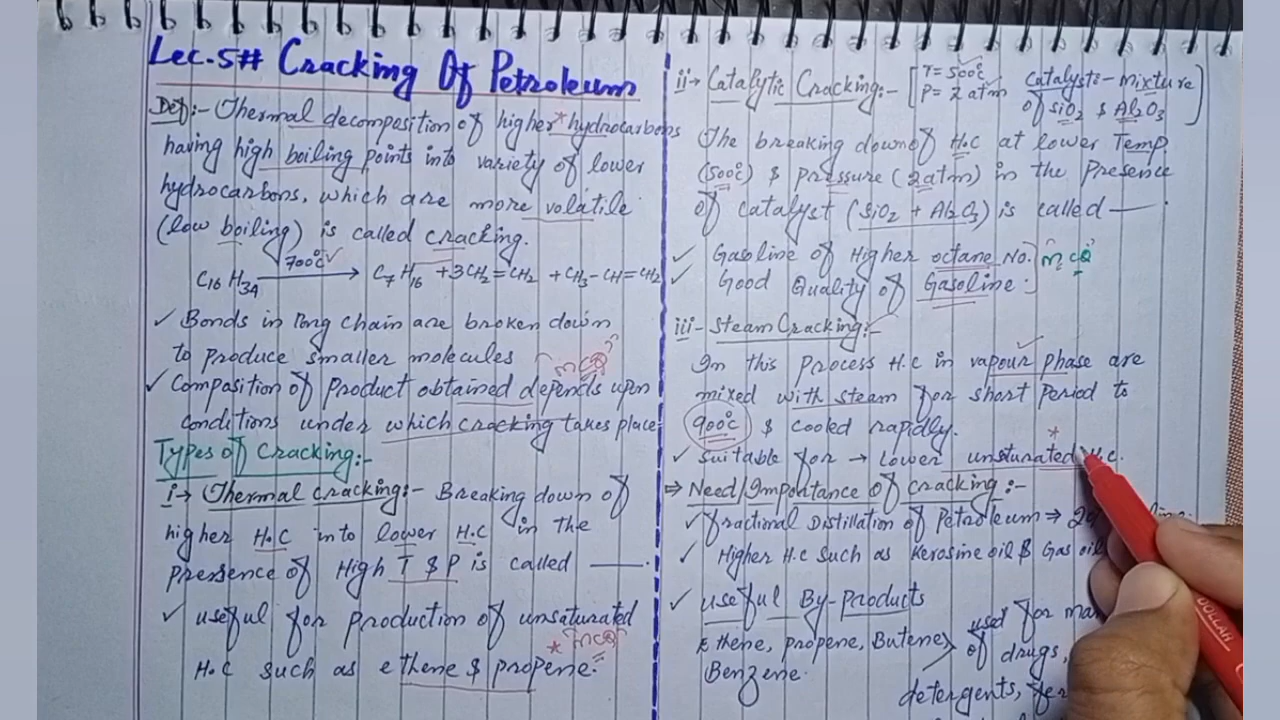 Lec.5# Cracking Of Petroleum
Def:- Thermal decomposition of higher * hydrocarbons
having high boiling points into variety of lower
hydrocarbons, which are more volatile
(low boiling) is called cracking.
C16 H34 700°C → C7 H16 + 3CH2=CH2 + CH3-CH=CH2
✓ Bonds in long chain are broken down
to produce smaller molecules
"MCQ"
✓ Composition of Product obtained depends upon
conditions under which cracking takes place
Types of Cracking:-
i→ Thermal cracking:- Breaking down of
higher H.C into lower H.C in the
pressence of High T & P is called ——.
✓ useful for production of unsaturated
H.C such as ethene & propene. * MCQ
ii→ Catalytic Cracking:- [T= 500°C P= 2 atm Catalysts - Mixture of SiO2 & Al2O3]
The breaking down of H.C at lower Temp
(500°C) & pressure (2atm) in the Presence
of catalyst (SiO2 + Al2O3) is called ——.
✓ Gasoline of Higher octane No.
✓ Good Quality of Gasoline.] "MCQ"
iii- Steam Cracking:-
In this process H.C in vapour phase are
mixed with steam for short Period to
900°C & cooled rapidly.
✓ Suitable for → Lower unsaturated * H.C.
⇒ Need/Importance of cracking:-
✓ fractional Distillation of Petroleum ⇒
✓ Higher H.C Such as Kerosine oil & Gas oil
✓ useful By-Products
Ethene, propene, Butene,
Benzene.
used for
of drugs,
detergents,
DOLLAR